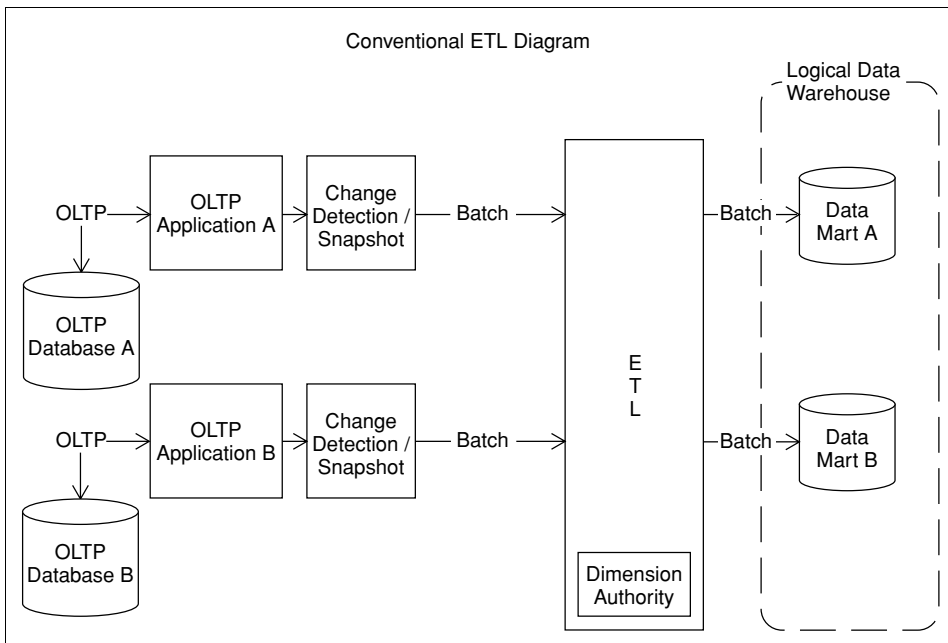 Conventional ETL Diagram
Logical Data
Warehouse
OLTP
OLTP
Application A
Change
Detection /
Snapshot
Batch
Batch
Data
Mart A
OLTP
Database A
E
T
L
OLTP
OLTP
Application B
Change
Detection /
Snapshot
Batch
Batch
Data
Mart B
OLTP
Database B
Dimension
Authority